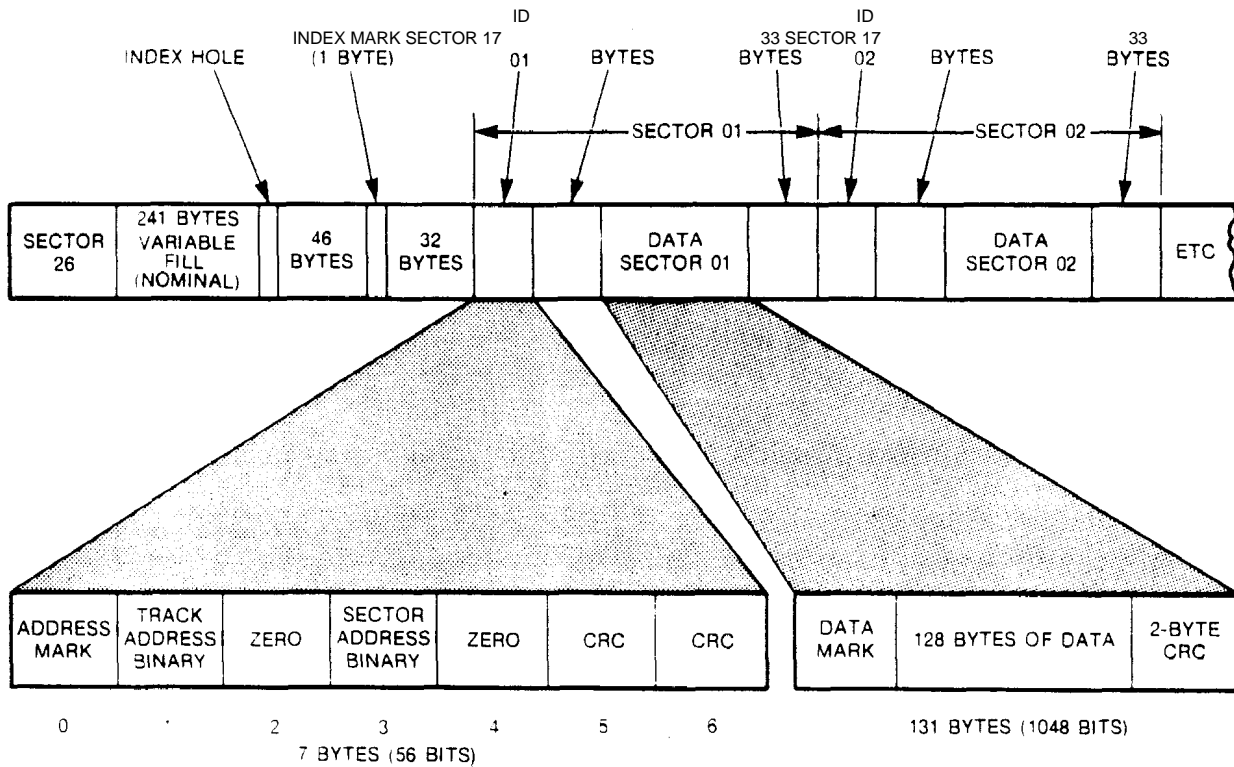 ID
ID
INDEX MARK SECTOR 17
33 SECTOR 17
33
INDEX HOLE
(1 BYTE)
01
BYTES
BYTES
02
BYTES
BYTES
SECTOR 01
SECTOR 02
SECTOR
26
241 BYTES
VARIABLE
FILL
(NOMINAL)
46
BYTES
32
BYTES
DATA
SECTOR 01
DATA
SECTOR 02
ETC
ADDRESS
MARK
TRACK
ADDRESS
BINARY
ZERO
SECTOR
ADDRESS
BINARY
ZERO
CRC
CRC
DATA
MARK
128 BYTES OF DATA
2-BYTE
CRC
0
2
3
4
5
6
7 BYTES (56 BITS)
131 BYTES (1048 BITS)